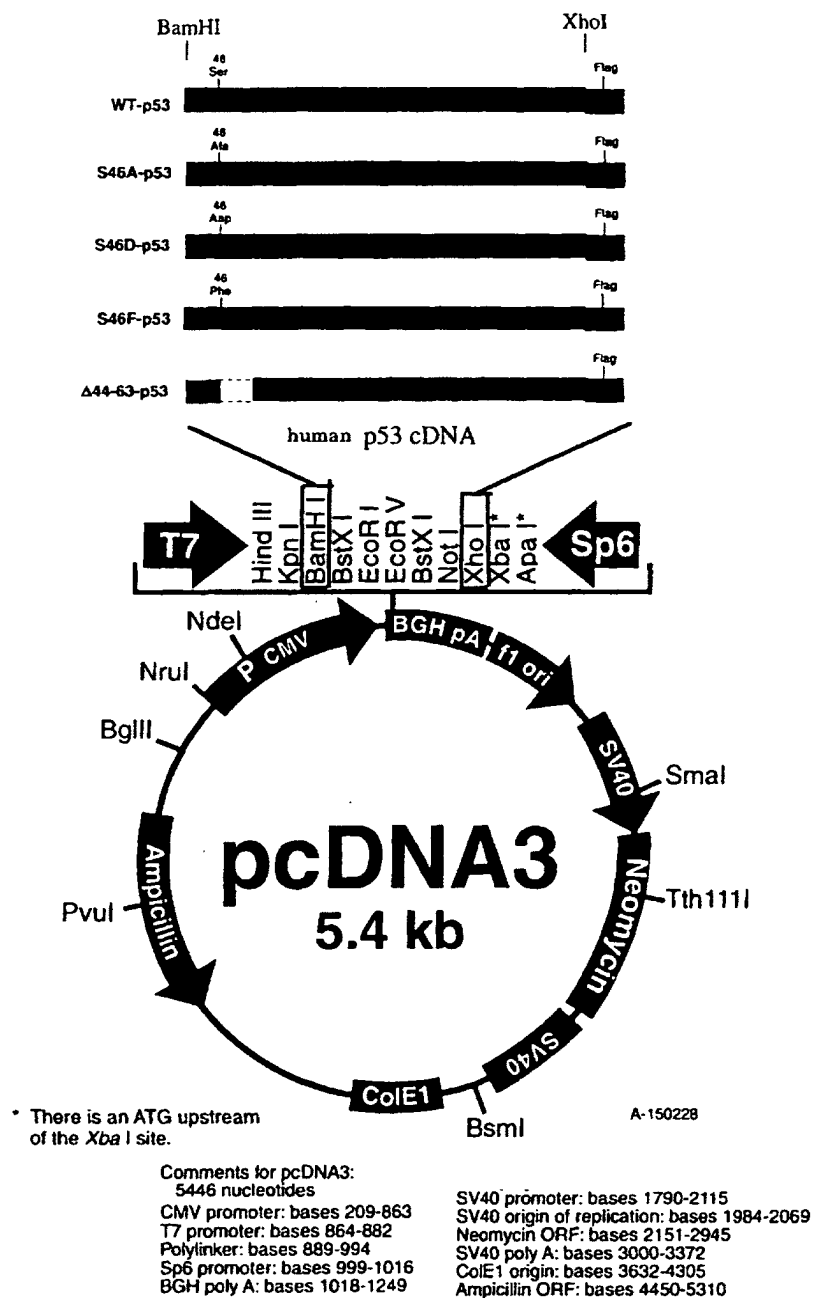 BamHI XhoI
46
Ser
Flag
WT-p53
46
Ala
Flag
S46A-p53
46
Asp
Flag
S46D-p53
46
Phe
Flag
S46F-p53
Flag
Δ44-63-p53
human p53 cDNA
T7
Hind III
Kpn I
BamH I
BstX I
EcoR I
EcoR V
BstX I
Not I
Xho I
Xba I*
Apa I*
Sp6
NdeI
NruI
BglII
PvuI
P CMV
BGH pA
f1 ori
SV40
SmaI
Neomycin
Tth111I
SV40
BsmI
ColE1
Ampicillin
pcDNA3
5.4 kb
* There is an ATG upstream
of the Xba I site.
A-150228
Comments for pcDNA3:
5446 nucleotides
CMV promoter: bases 209-863
T7 promoter: bases 864-882
Polylinker: bases 889-994
Sp6 promoter: bases 999-1016
BGH poly A: bases 1018-1249
SV40 promoter: bases 1790-2115
SV40 origin of replication: bases 1984-2069
Neomycin ORF: bases 2151-2945
SV40 poly A: bases 3000-3372
ColE1 origin: bases 3632-4305
Ampicillin ORF: bases 4450-5310